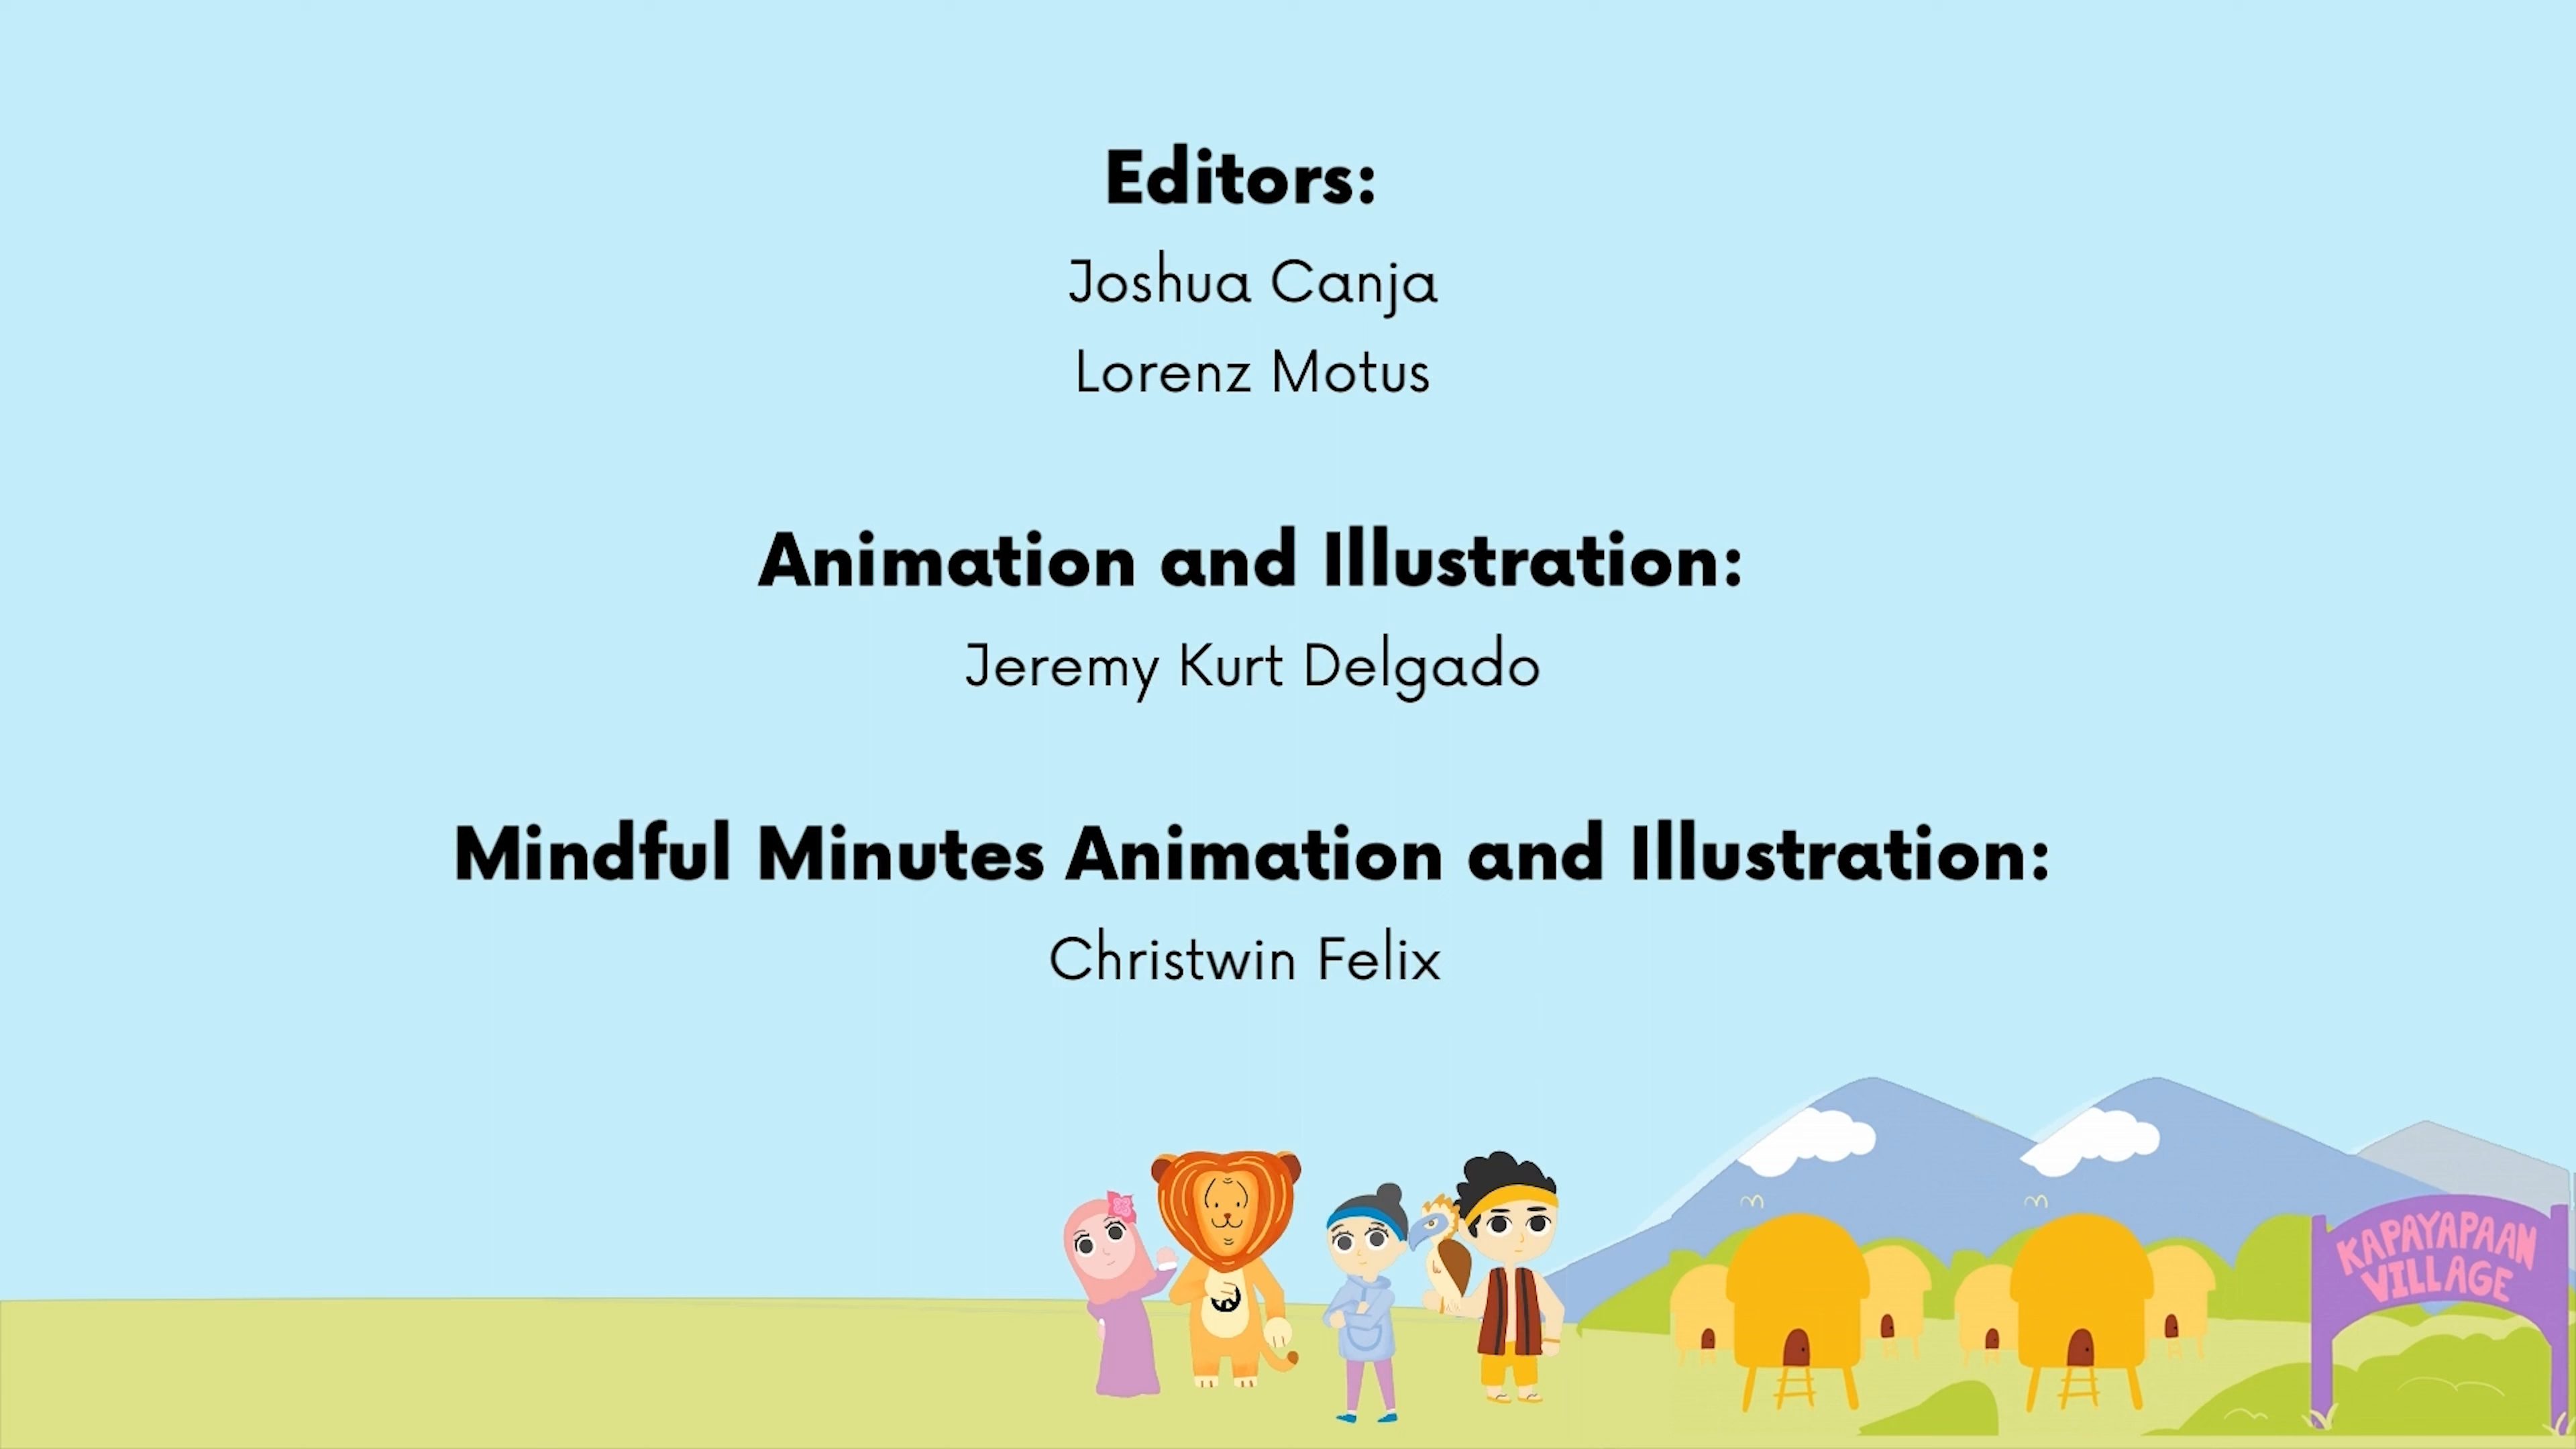 Editors:
Joshua Canja
Lorenz Motus
Animation and Illustration:
Jeremy Kurt Delgado
Mindful Minutes Animation and Illustration:
Christwin Felix
KAPAYAPAAN
VILLAGE